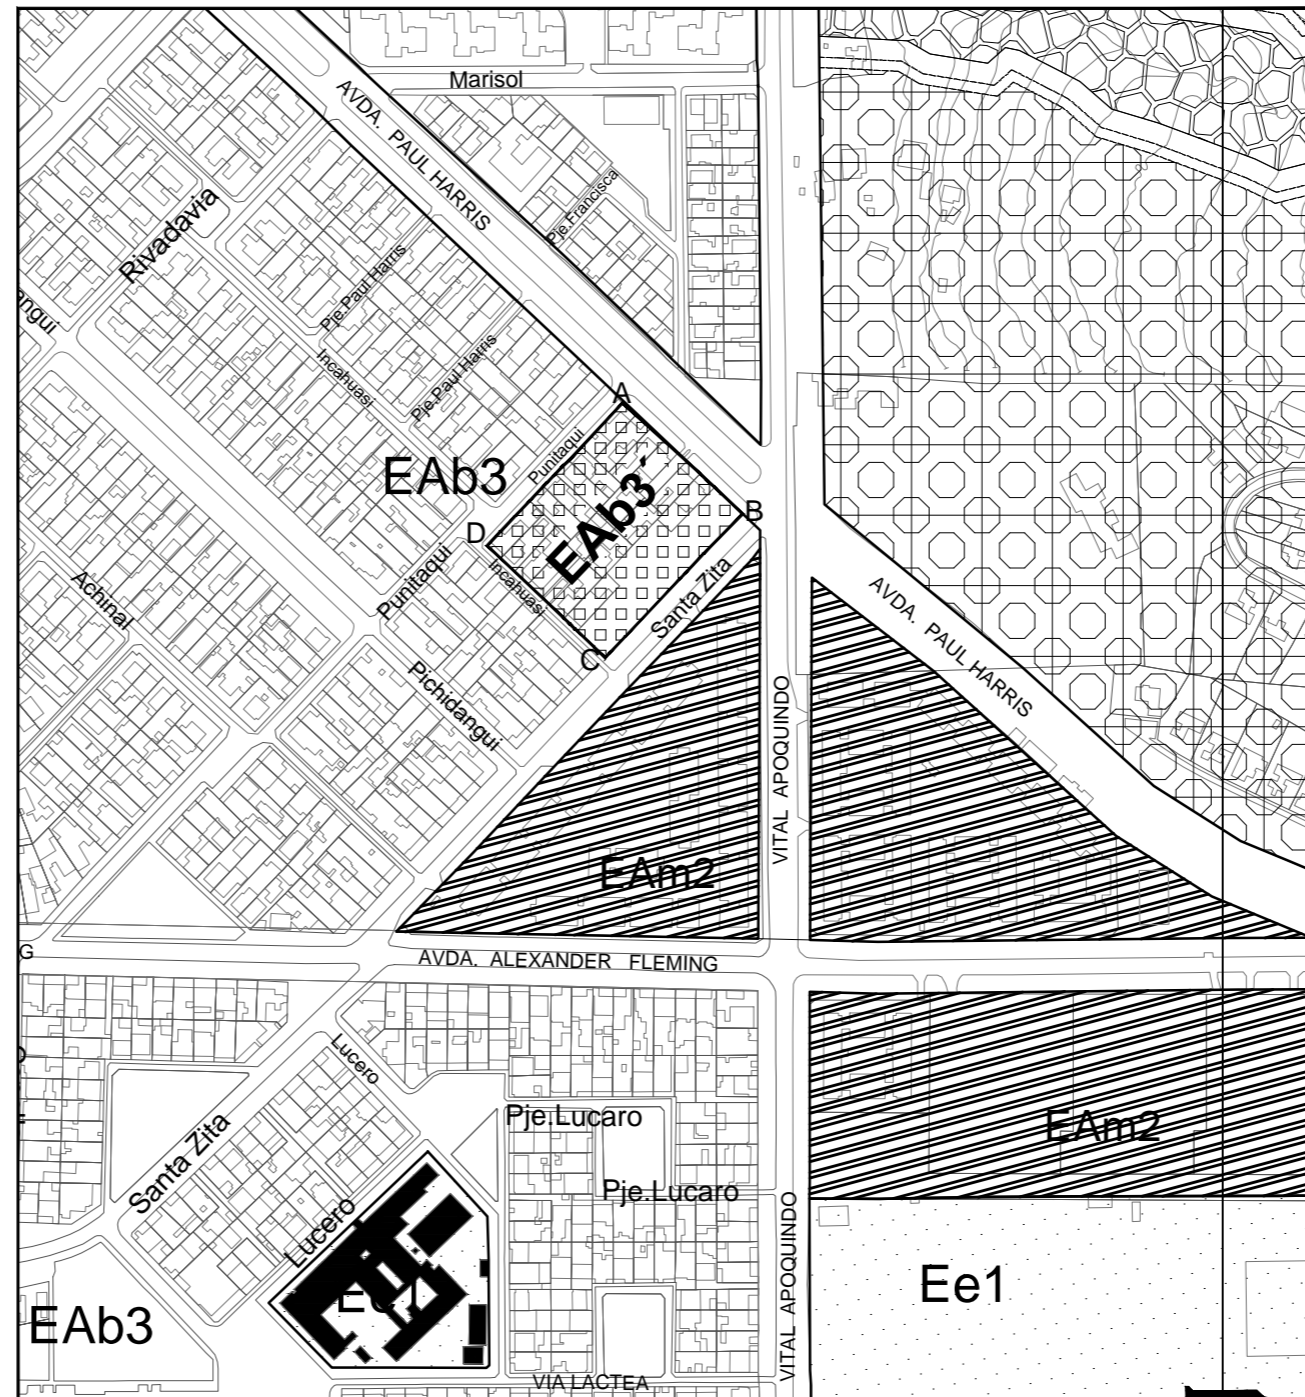 Marisol
AVDA. PAUL HARRIS
Pje.Francisca
Rivadavia
Pje.Paul Harris
angui
Incahuasi
Pje.Paul Harris
A
Punitaqui
EAb3
EAb3´
B
D
Incahuasi
Punitaqui
Santa Zita
Achinal
C
AVDA. PAUL HARRIS
Pichidangui
VITAL APOQUINDO
EAm2
G
AVDA. ALEXANDER FLEMING
Lucero
Pje.Lucaro
EAm2
Santa Zita
Pje.Lucaro
Lucero
VITAL APOQUINDO
Ee1
Ee1
EAb3
VIA LACTEA